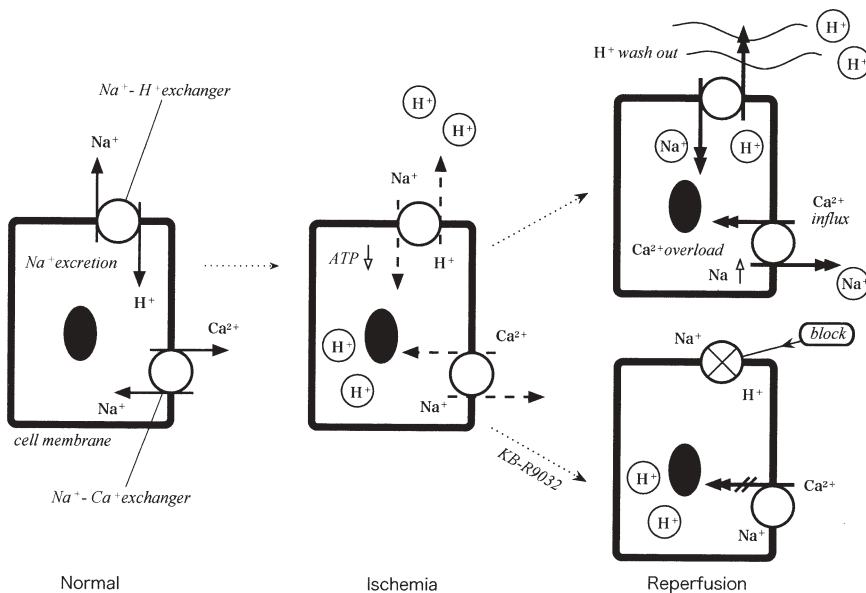 Na⁺- H⁺exchanger
Na⁺
Na⁺excretion
H⁺
Ca²⁺
Na⁺
cell membrane
Na⁺- Ca⁺exchanger
Normal
H⁺
H⁺
Na⁺
ATP
H⁺
H⁺
H⁺
Ca²⁺
Na⁺
KB-R9032
Ischemia
H⁺
H⁺ wash out
H⁺
Na⁺
H⁺
Ca²⁺
influx
Ca²⁺overload
Na
Na⁺
Na⁺
block
H⁺
H⁺
H⁺
Ca²⁺
Na⁺
Reperfusion